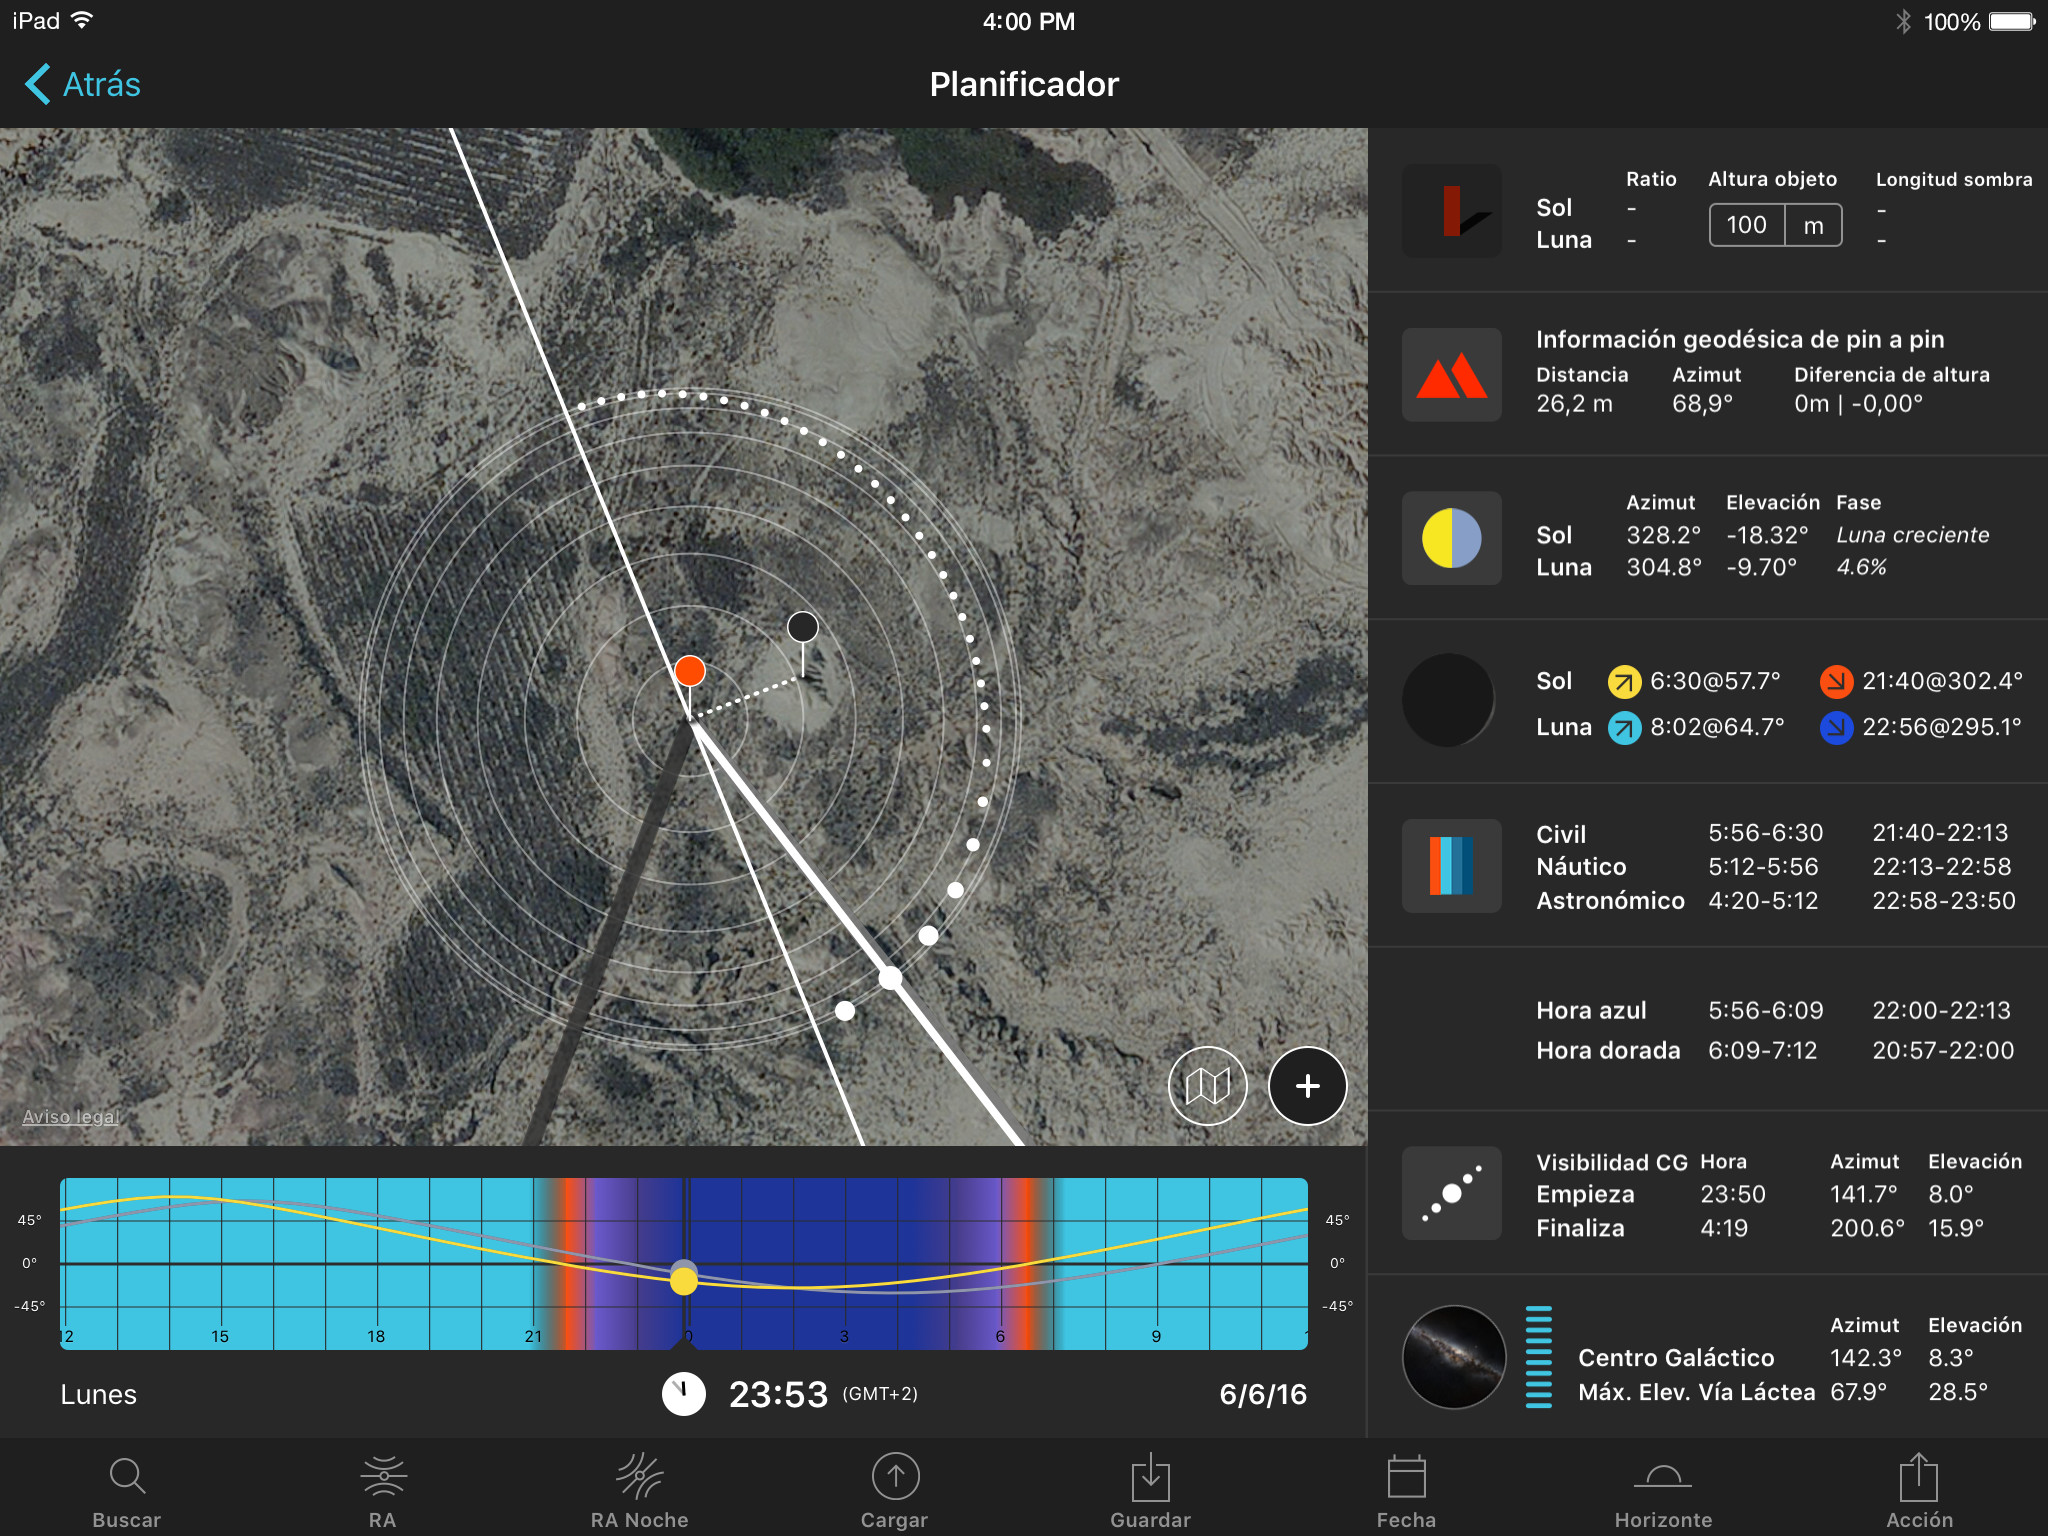 iPad 4:00 PM 100%
Atrás Planificador
Ratio Altura objeto Longitud sombra
Sol - 100 m -
Luna - -
Información geodésica de pin a pin
Distancia Azimut Diferencia de altura
26,2 m 68,9° 0m | -0,00°
Azimut Elevación Fase
Sol 328.2° -18.32° Luna creciente
Luna 304.8° -9.70° 4.6%
Sol 6:30@57.7° 21:40@302.4°
Luna 8:02@64.7° 22:56@295.1°
Civil 5:56-6:30 21:40-22:13
Náutico 5:12-5:56 22:13-22:58
Astronómico 4:20-5:12 22:58-23:50
Hora azul 5:56-6:09 22:00-22:13
Hora dorada 6:09-7:12 20:57-22:00
Visibilidad CG Hora Azimut Elevación
Empieza 23:50 141.7° 8.0°
Finaliza 4:19 200.6° 15.9°
Azimut Elevación
Centro Galáctico 142.3° 8.3°
Máx. Elev. Vía Láctea 67.9° 28.5°
Aviso legal
45° 45°
0° 0°
-45° -45°
12 15 18 21 0 3 6 9
Lunes 23:53 (GMT+2) 6/6/16
Buscar RA RA Noche Cargar Guardar Fecha Horizonte Acción